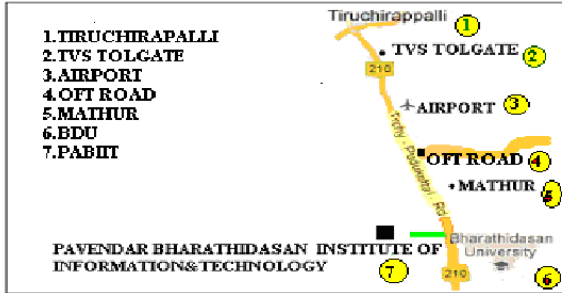 1.TIRUCHIRAPALLI
2.TVS TOLGATE
3.AIRPORT
4.OFT ROAD
5.MATHUR
6.BDU
7.PABIIT
Tiruchirappalli
1
TVS TOLGATE 2
210
AIRPORT 3
Trichy - Pudukottai - Rd
OFT ROAD 4
MATHUR 5
Bharathidasan
University
PAVENDAR BHARATHIDASAN INSTITUTE OF
INFORMATION&TECHNOLOGY 7
210
6